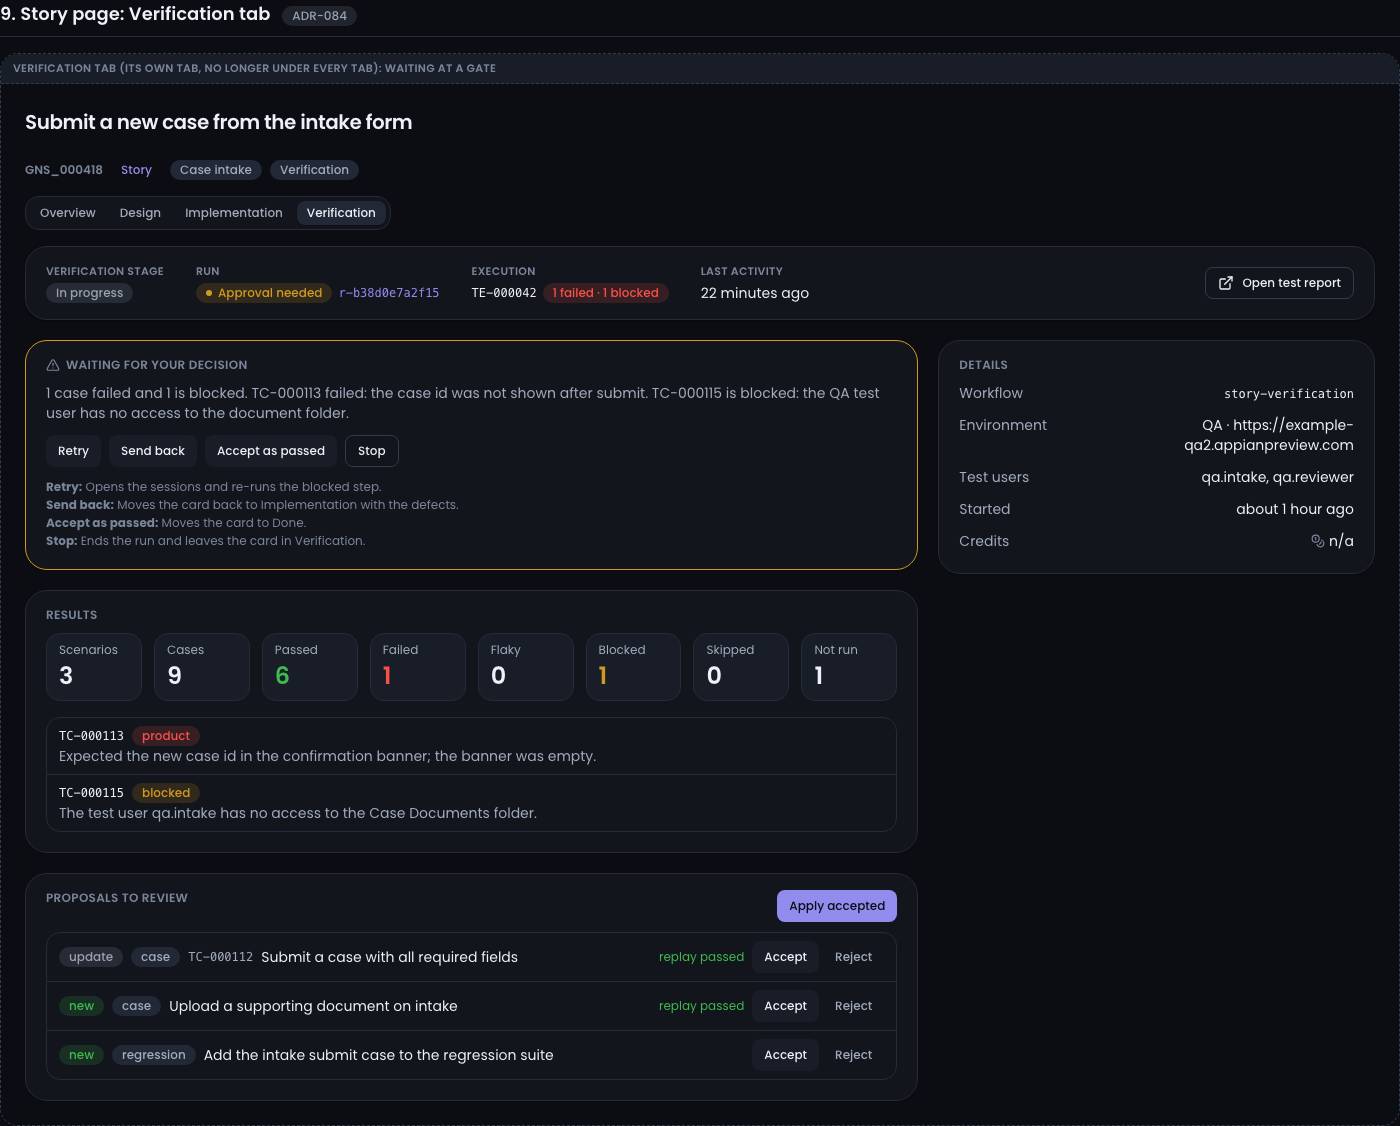 9. Story page: Verification tab ADR-084
VERIFICATION TAB (ITS OWN TAB, NO LONGER UNDER EVERY TAB): WAITING AT A GATE
Submit a new case from the intake form
GNS_000418 Story Case intake Verification
Overview Design Implementation Verification
VERIFICATION STAGE RUN EXECUTION LAST ACTIVITY
In progress Approval needed r-b38d0e7a2f15 TE-000042 1 failed · 1 blocked 22 minutes ago
Open test report
WAITING FOR YOUR DECISION
1 case failed and 1 is blocked. TC-000113 failed: the case id was not shown after submit. TC-000115 is blocked: the QA test
user has no access to the document folder.
Retry Send back Accept as passed Stop
Retry: Opens the sessions and re-runs the blocked step.
Send back: Moves the card back to Implementation with the defects.
Accept as passed: Moves the card to Done.
Stop: Ends the run and leaves the card in Verification.
DETAILS
Workflow story-verification
Environment QA · https://example-
qa2.appianpreview.com
Test users qa.intake, qa.reviewer
Started about 1 hour ago
Credits n/a
RESULTS
Scenarios Cases Passed Failed Flaky Blocked Skipped Not run
3 9 6 1 0 1 0 1
TC-000113 product
Expected the new case id in the confirmation banner; the banner was empty.
TC-000115 blocked
The test user qa.intake has no access to the Case Documents folder.
PROPOSALS TO REVIEW Apply accepted
update case TC-000112 Submit a case with all required fields replay passed Accept Reject
new case Upload a supporting document on intake replay passed Accept Reject
new regression Add the intake submit case to the regression suite Accept Reject